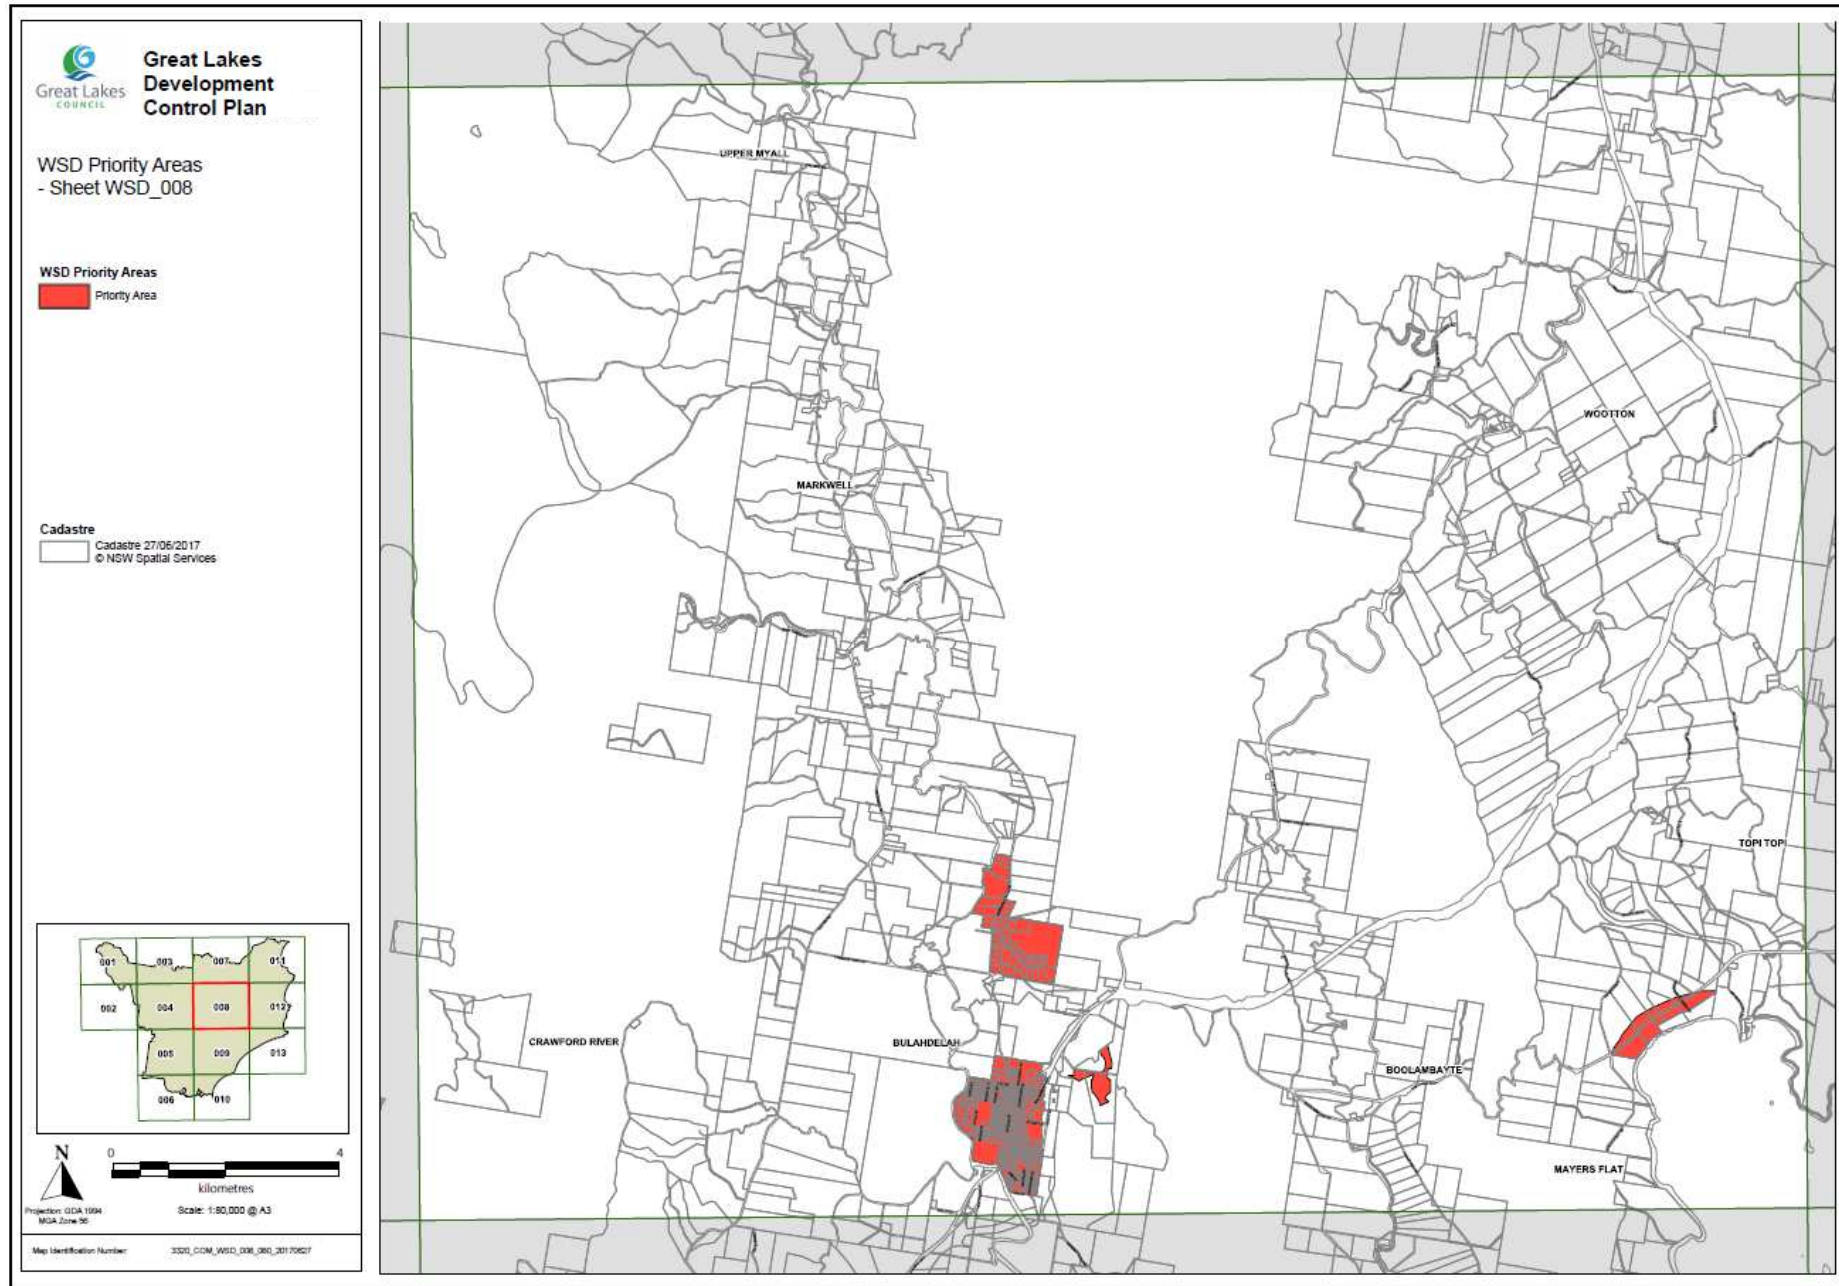 Great Lakes
COUNCIL
Great Lakes
Development
Control Plan
WSD Priority Areas
- Sheet WSD_008
WSD Priority Areas
Priority Area
Cadastre
Cadastre 27/06/2017
© NSW Spatial Services
001
003
007
011
002
004
008
012
005
009
013
006
010
N
0
4
kilometres
Projection: GDA 1994
MGA Zone 56
Scale: 1:80,000 @ A3
Map Identification Number
3320_COM_WSD_008_080_20170627
UPPER MYALL
WOOTTON
MARKWELL
TOPI TOPI
CRAWFORD RIVER
BULAHDELAH
BOOLAMBAYTE
MAYERS FLAT